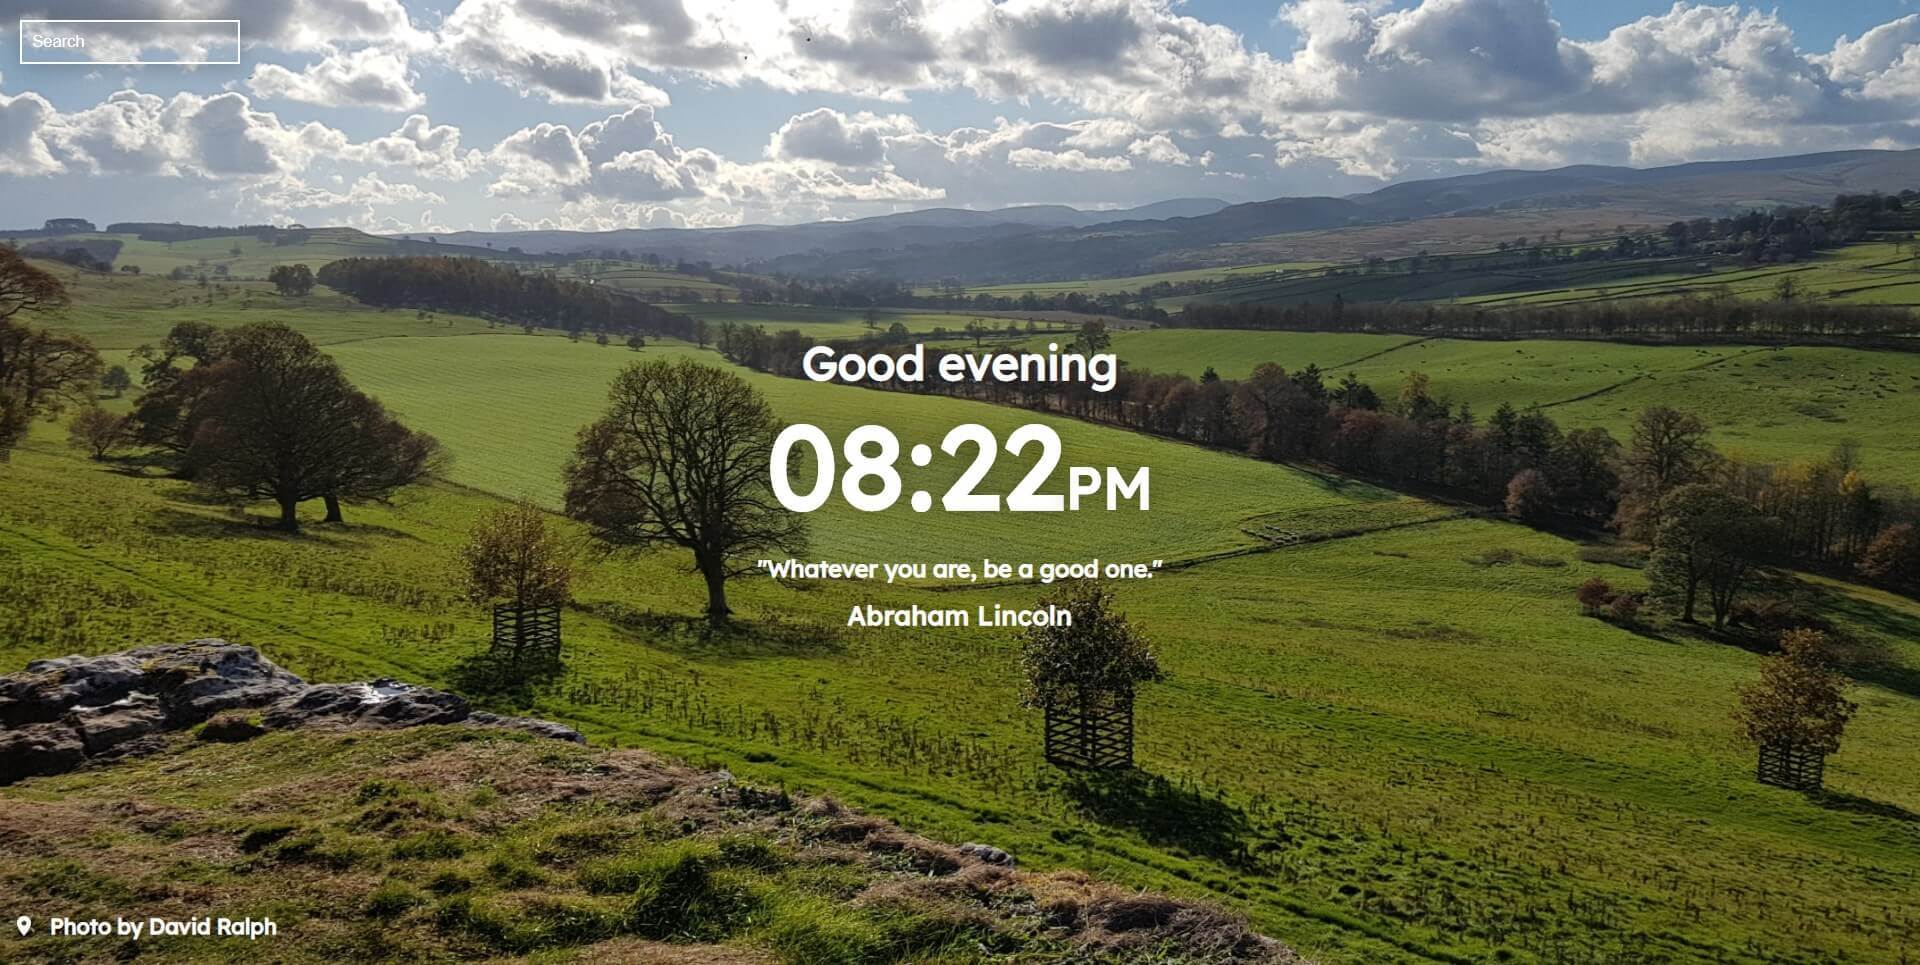 Search
Good evening
08:22PM
"Whatever you are, be a good one."
Abraham Lincoln
Photo by David Ralph